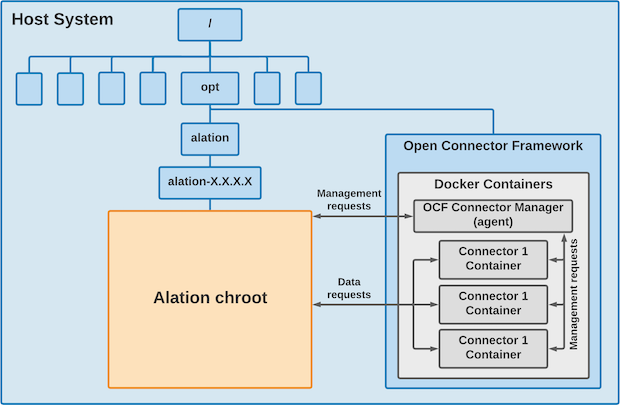 Host System
/
opt
alation
alation-X.X.X.X
Alation chroot
Management
requests
Data
requests
Open Connector Framework
Docker Containers
OCF Connector Manager
(agent)
Connector 1
Container
Connector 1
Container
Connector 1
Container
Management requests